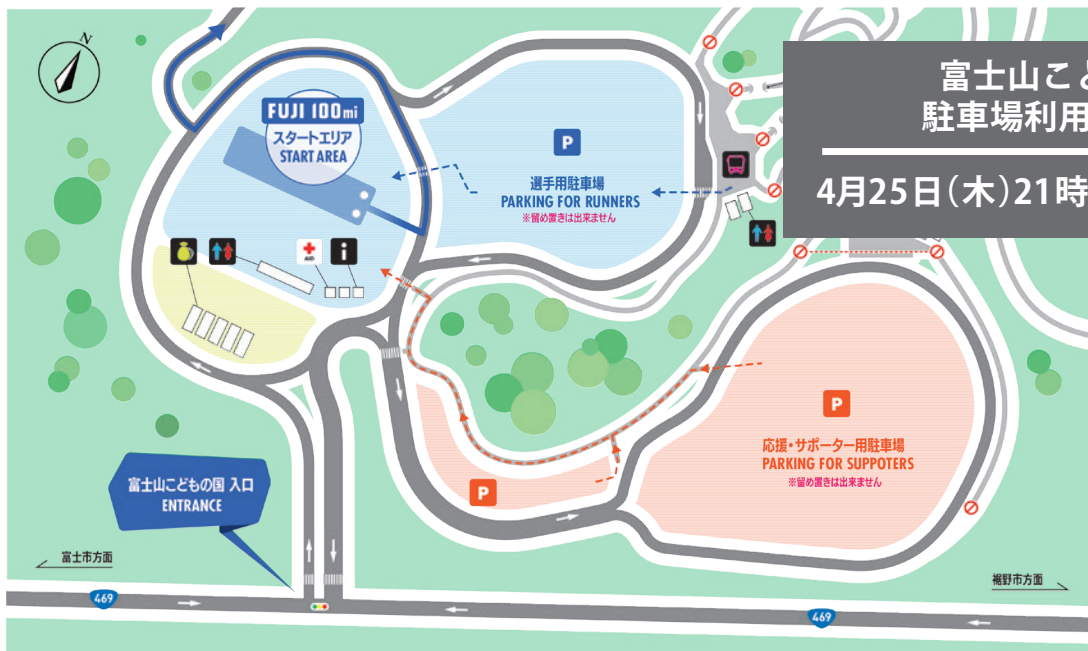 N
FUJI 100mi
スタートエリア
START AREA
P
選手用駐車場
PARKING FOR RUNNERS
※留め置きは出来ません
富士山こど
駐車場利用
4月25日(木)21時
AID
i
P
応援・サポーター用駐車場
PARKING FOR SUPPOTERS
※留め置きは出来ません
P
富士山こどもの国 入口
ENTRANCE
富士市方面
裾野市方面
469
469